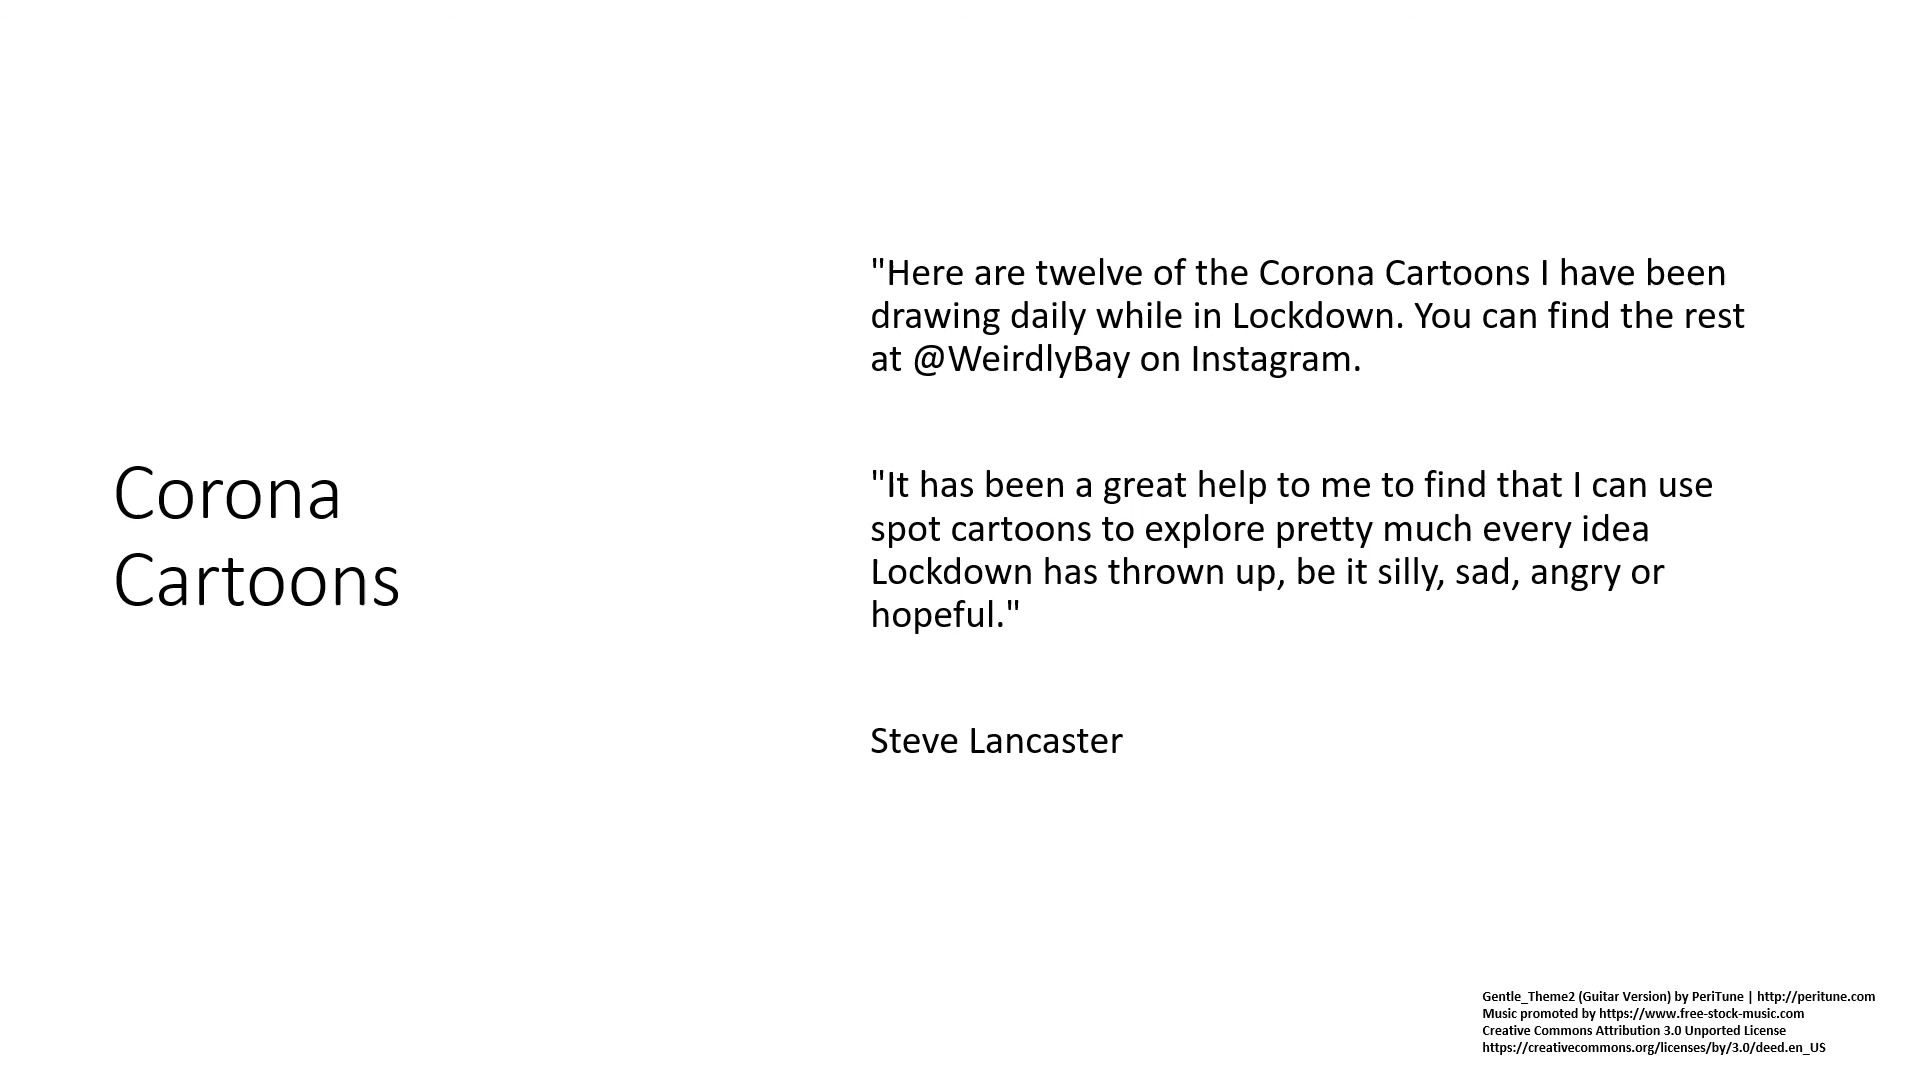 Corona
Cartoons
"Here are twelve of the Corona Cartoons I have been
drawing daily while in Lockdown. You can find the rest
at @WeirdlyBay on Instagram.
"It has been a great help to me to find that I can use
spot cartoons to explore pretty much every idea
Lockdown has thrown up, be it silly, sad, angry or
hopeful."
Steve Lancaster
Gentle_Theme2 (Guitar Version) by PeriTune | http://peritune.com
Music promoted by https://www.free-stock-music.com
Creative Commons Attribution 3.0 Unported License
https://creativecommons.org/licenses/by/3.0/deed.en_US